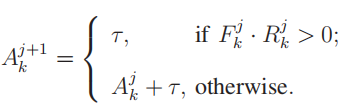 τ, if F_k^j · R_k^j > 0;
A_k^{j+1} =
A_k^j + τ, otherwise.